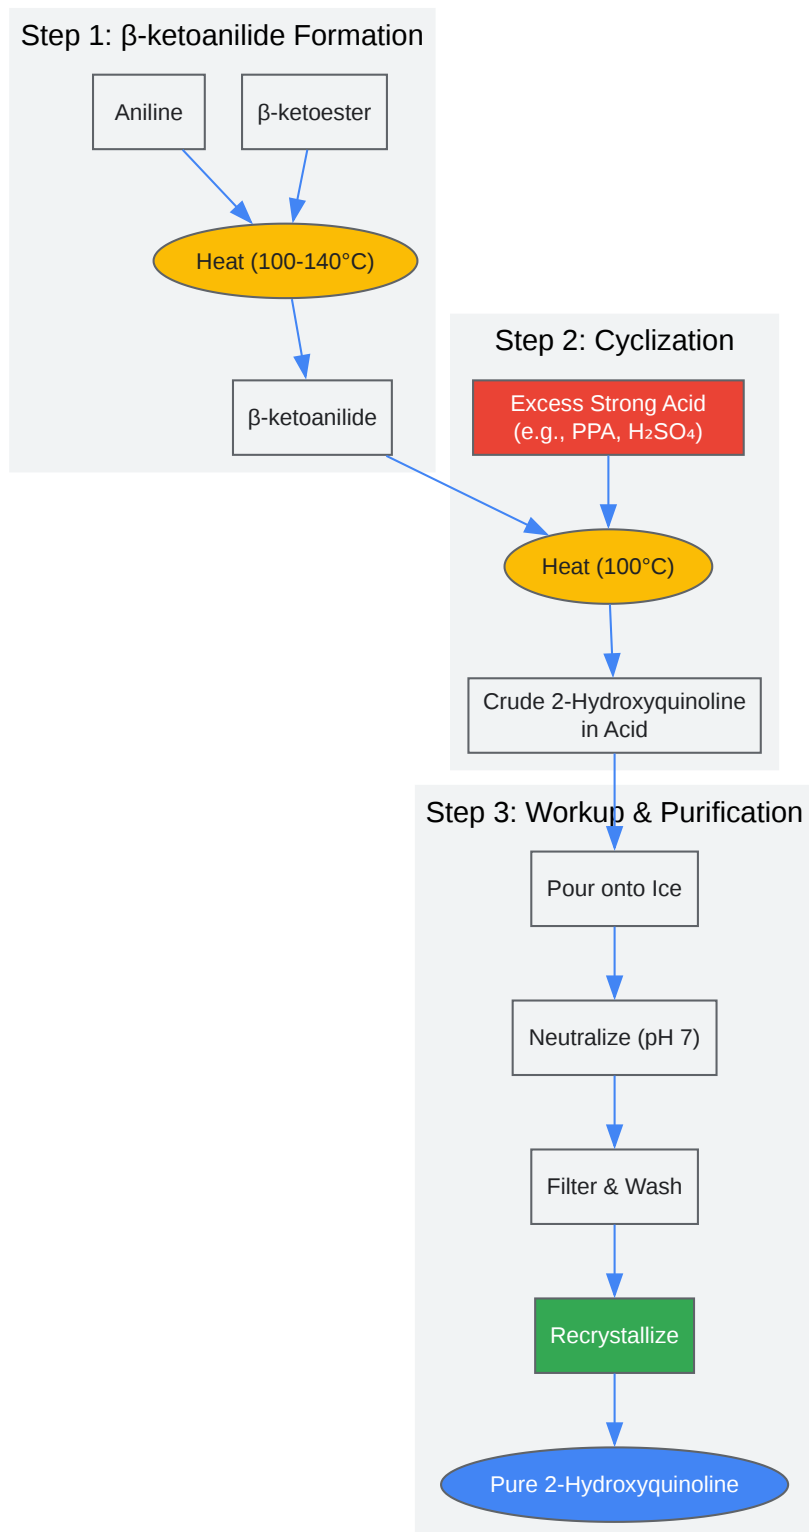 Step 1: β-ketoanilide Formation
Aniline
β-ketoester
Heat (100-140°C)
β-ketoanilide
Step 2: Cyclization
Excess Strong Acid
(e.g., PPA, H₂SO₄)
Heat (100°C)
Crude 2-Hydroxyquinoline
in Acid
Step 3: Workup & Purification
Pour onto Ice
Neutralize (pH 7)
Filter & Wash
Recrystallize
Pure 2-Hydroxyquinoline